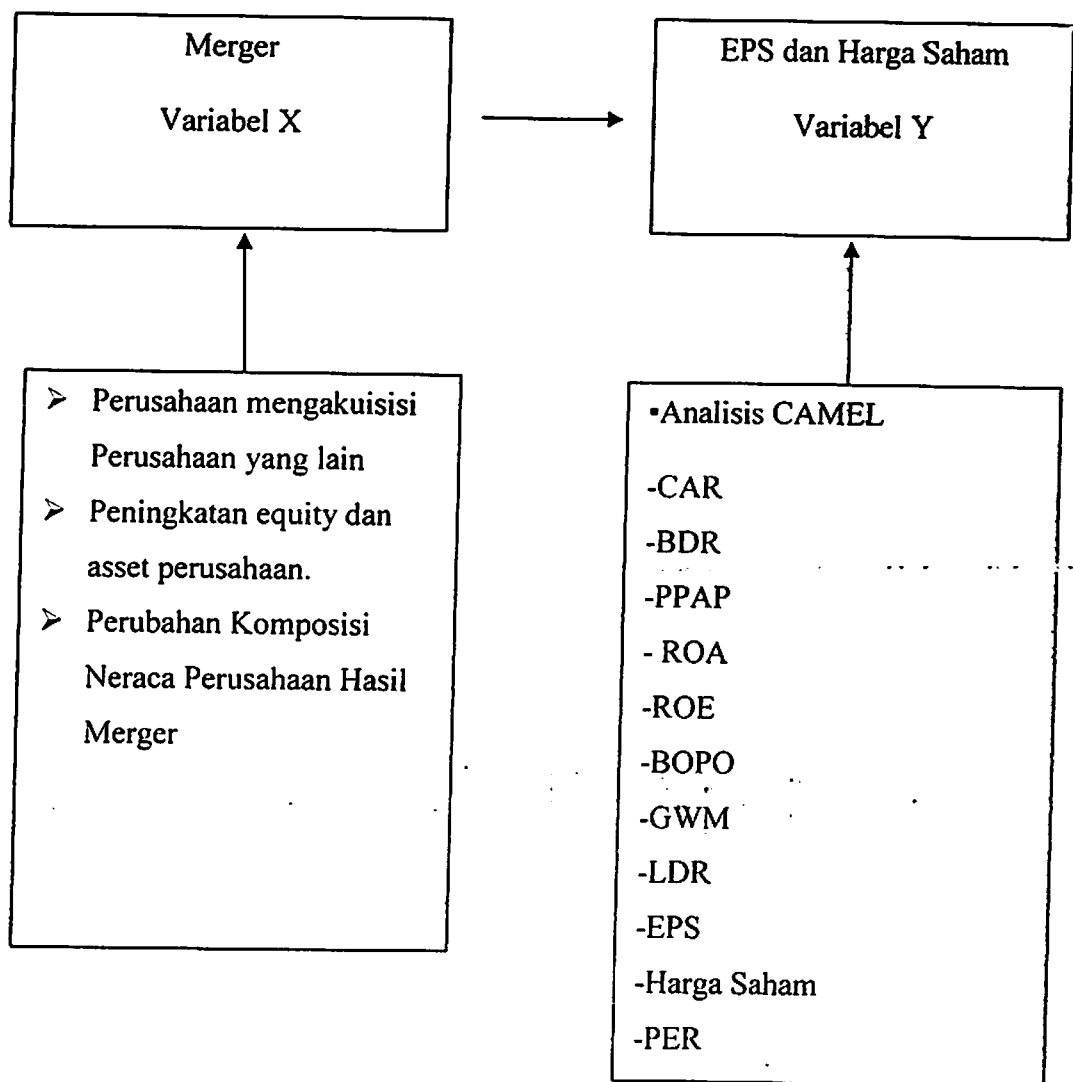 Merger
Variabel X
EPS dan Harga Saham
Variabel Y
➢ Perusahaan mengakuisisi
Perusahaan yang lain
➢ Peningkatan equity dan
asset perusahaan.
➢ Perubahan Komposisi
Neraca Perusahaan Hasil
Merger
▪Analisis CAMEL
-CAR
-BDR
-PPAP
- ROA
-ROE
-BOPO
-GWM
-LDR
-EPS
-Harga Saham
-PER